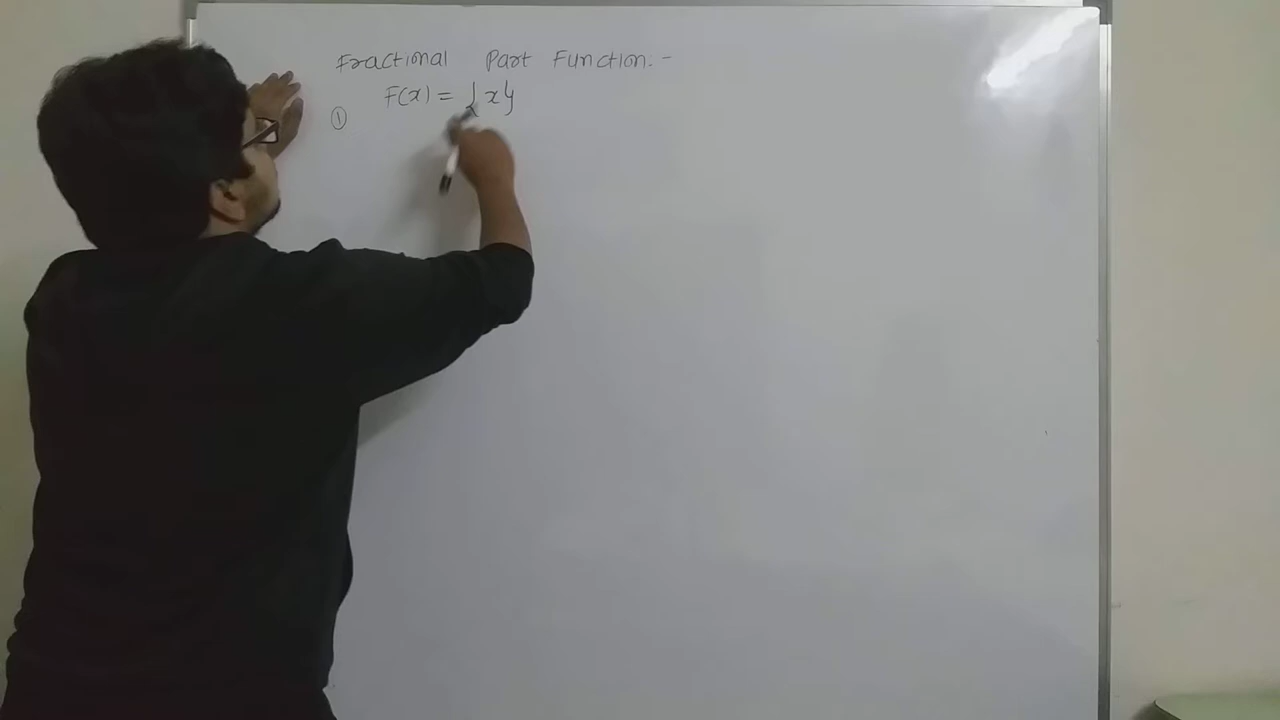 Fractional Part Function:-
F(x) = {x}
①